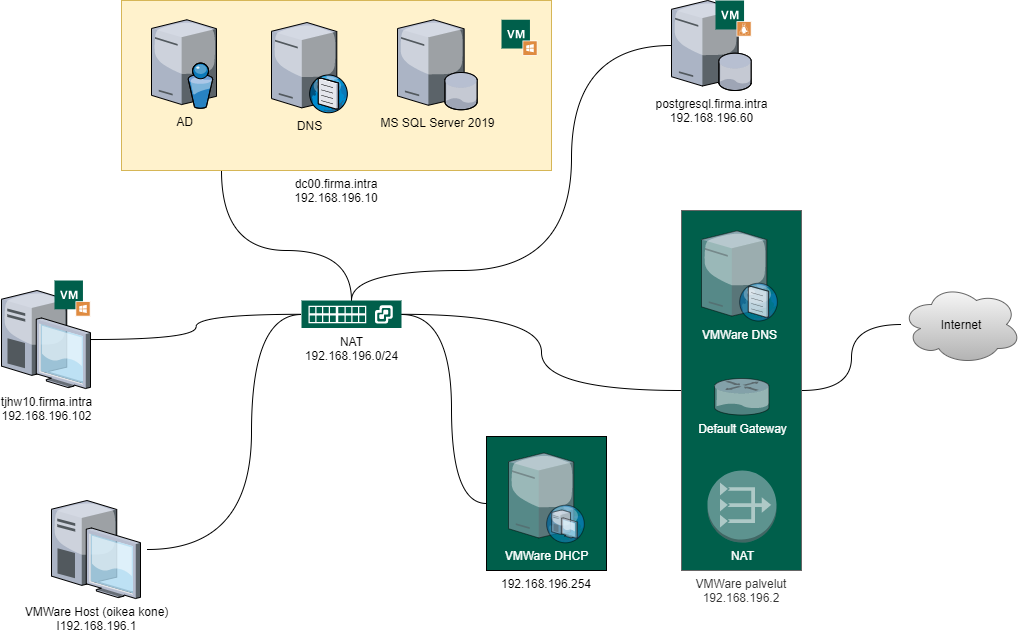 VM
AD
DNS
MS SQL Server 2019
dc00.firma.intra
192.168.196.10
VM
postgresql.firma.intra
192.168.196.60
VM
tjhw10.firma.intra
192.168.196.102
NAT
192.168.196.0/24
VMWare DNS
Default Gateway
NAT
VMWare palvelut
192.168.196.2
Internet
VMWare DHCP
192.168.196.254
VMWare Host (oikea kone)
l192.168.196.1